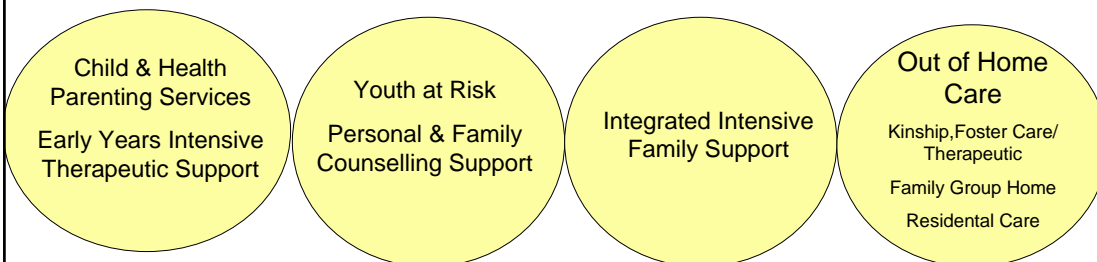 Child & Health
Parenting Services
Early Years Intensive
Therapeutic Support
Youth at Risk
Personal & Family
Counselling Support
Integrated Intensive
Family Support
Out of Home
Care
Kinship,Foster Care/
Therapeutic
Family Group Home
Residental Care